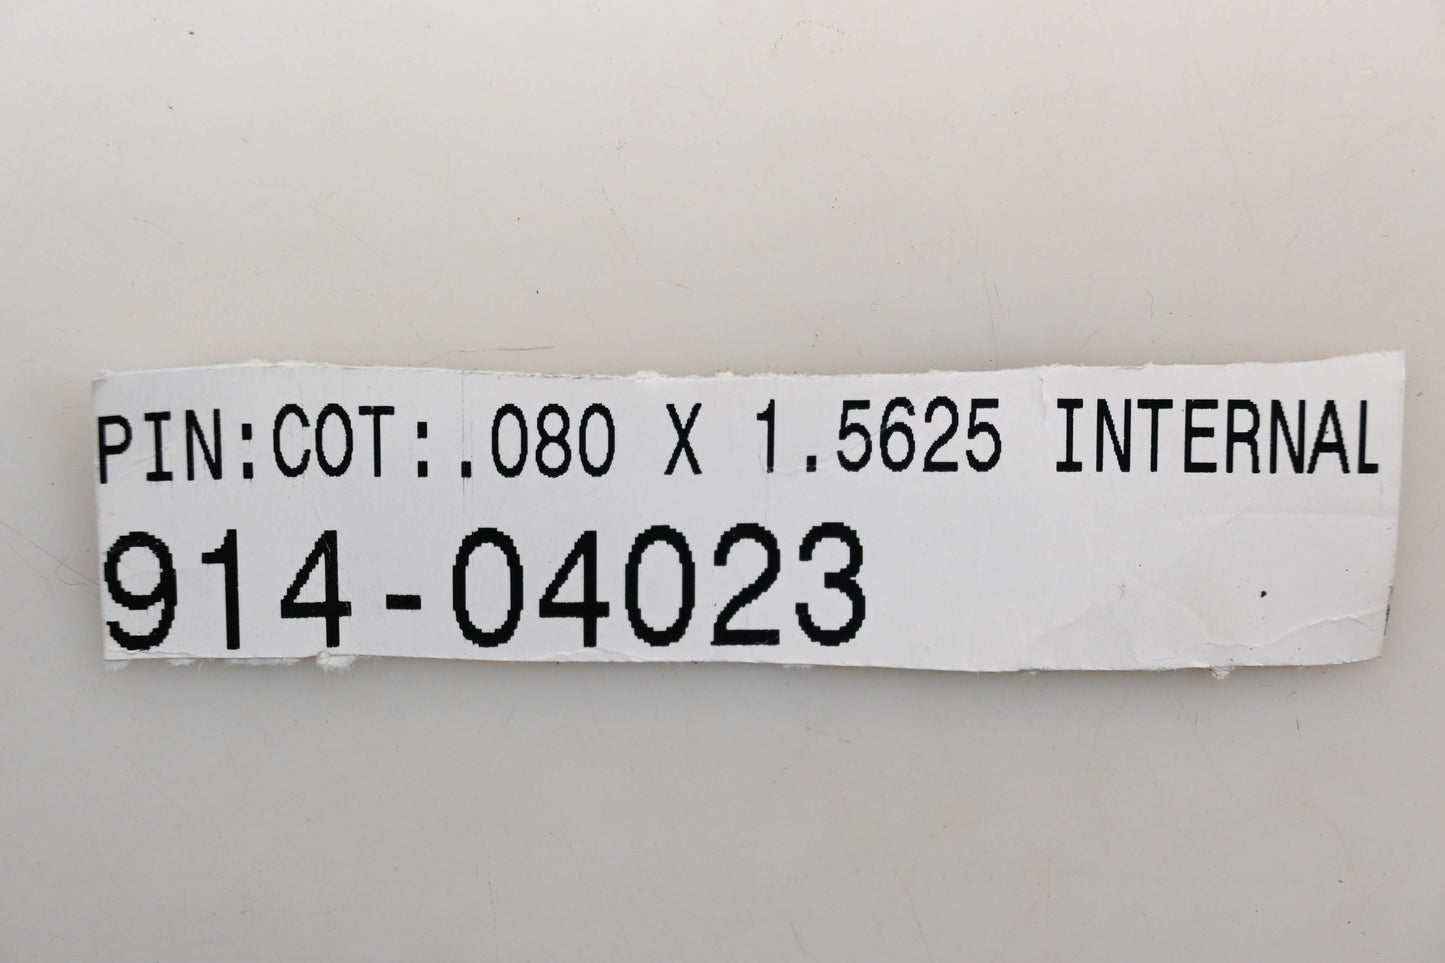 PIN:COT:.080 X 1.5625 INTERNAL
914-04023